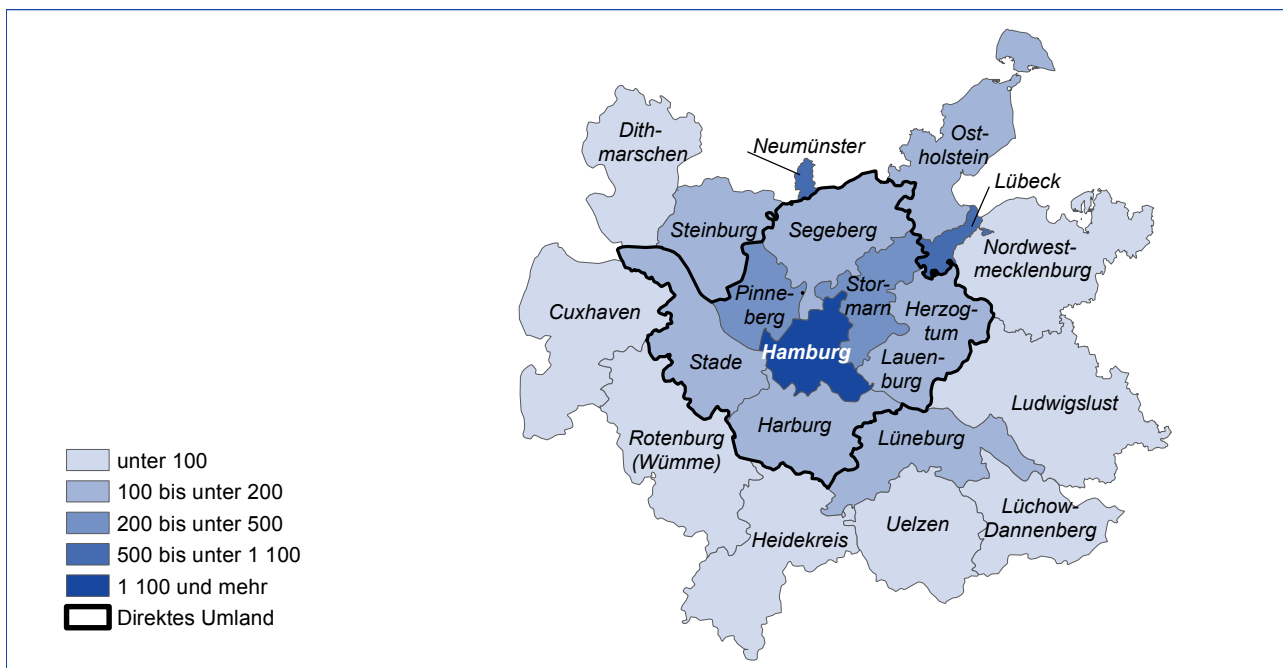 Dith-
marschen
Neumünster
Ost-
holstein
Lübeck
Steinburg
Segeberg
Nordwest-
mecklenburg
Cuxhaven
Pinne-
berg
Stor-
marn
Herzog-
tum
Lauen-
burg
Hamburg
Stade
Ludwigslust
Harburg
Lüneburg
Rotenburg
(Wümme)
Heidekreis
Uelzen
Lüchow-
Dannenberg
unter 100
100 bis unter 200
200 bis unter 500
500 bis unter 1 100
1 100 und mehr
Direktes Umland